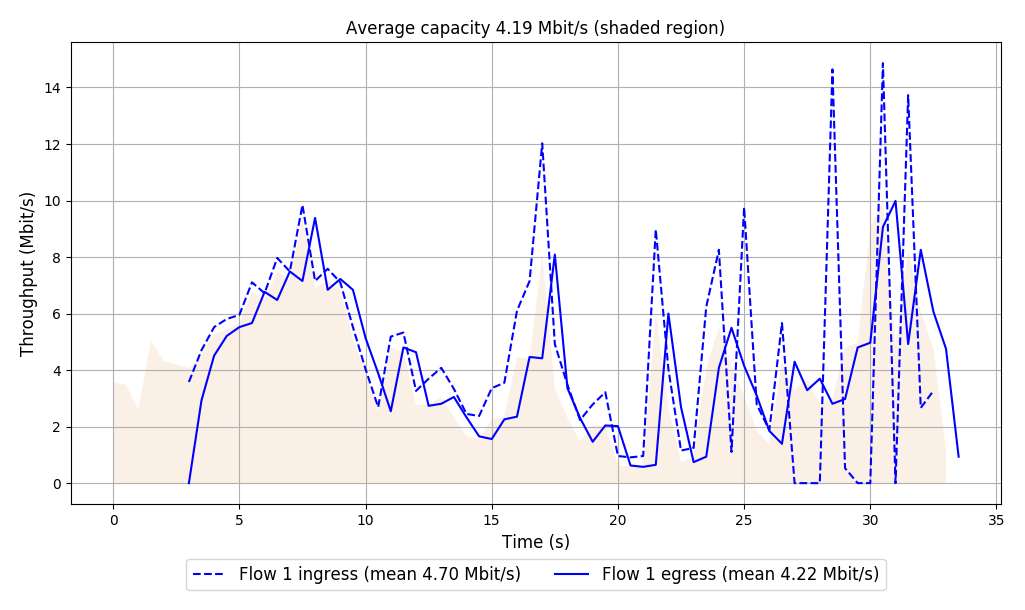 Average capacity 4.19 Mbit/s (shaded region)
Throughput (Mbit/s)
14
12
10
8
6
4
2
0
0 5 10 15 20 25 30 35
Time (s)
Flow 1 ingress (mean 4.70 Mbit/s) Flow 1 egress (mean 4.22 Mbit/s)